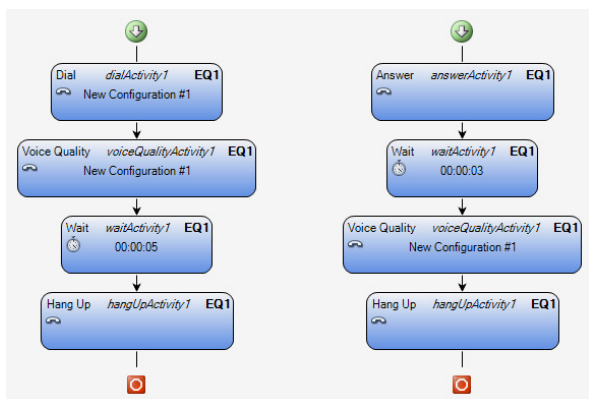 Dial dialActivity1 EQ1
New Configuration #1
Voice Quality voiceQualityActivity1 EQ1
New Configuration #1
Wait waitActivity1 EQ1
00:00:05
Hang Up hangUpActivity1 EQ1
Answer answerActivity1 EQ1
Wait waitActivity1 EQ1
00:00:03
Voice Quality voiceQualityActivity1 EQ1
New Configuration #1
Hang Up hangUpActivity1 EQ1